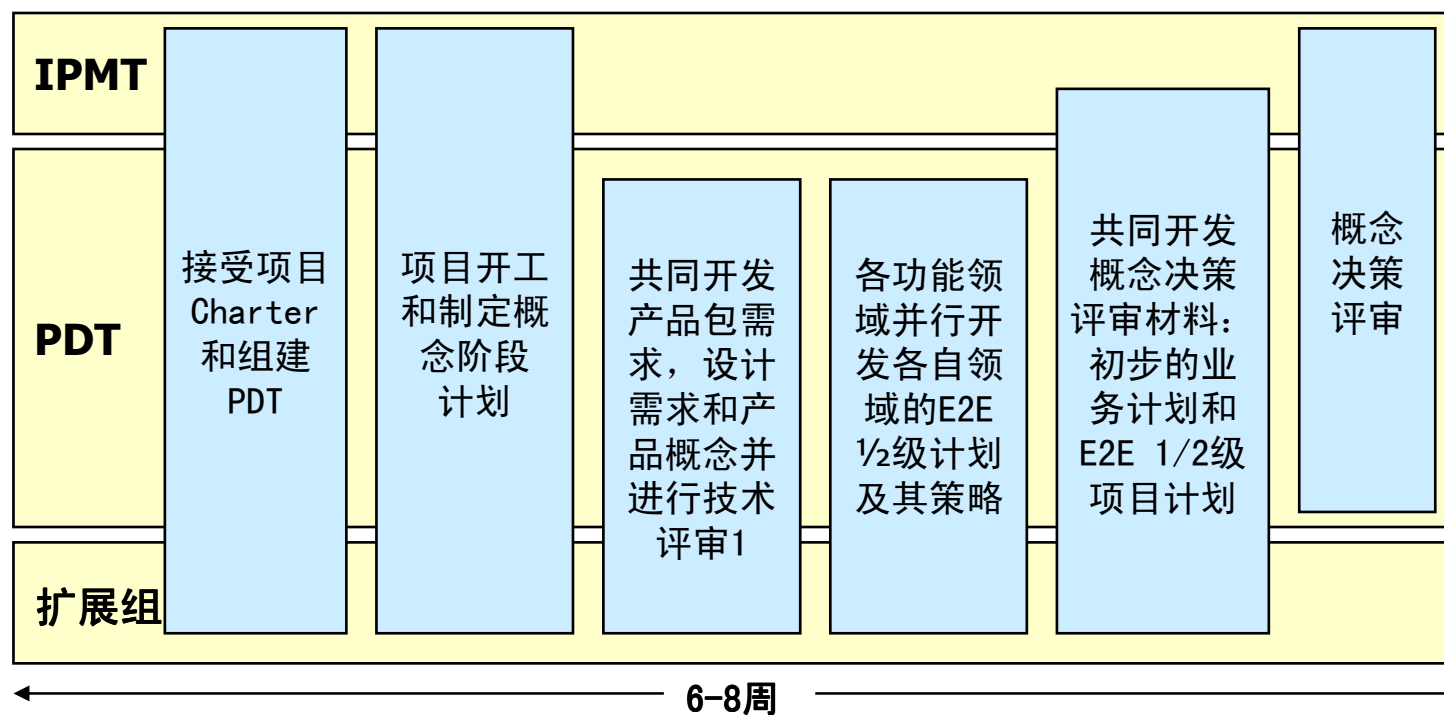 IPMT
PDT
扩展组
接受项目
Charter
和组建
PDT
项目开工
和制定概
念阶段
计划
共同开发
产品包需
求，设计
需求和产
品概念并
进行技术
评审1
各功能领
域并行开
发各自领
域的E2E
½级计划
及其策略
共同开发
概念决策
评审材料：
初步的业
务计划和
E2E 1/2级
项目计划
概念
决策
评审
6-8周